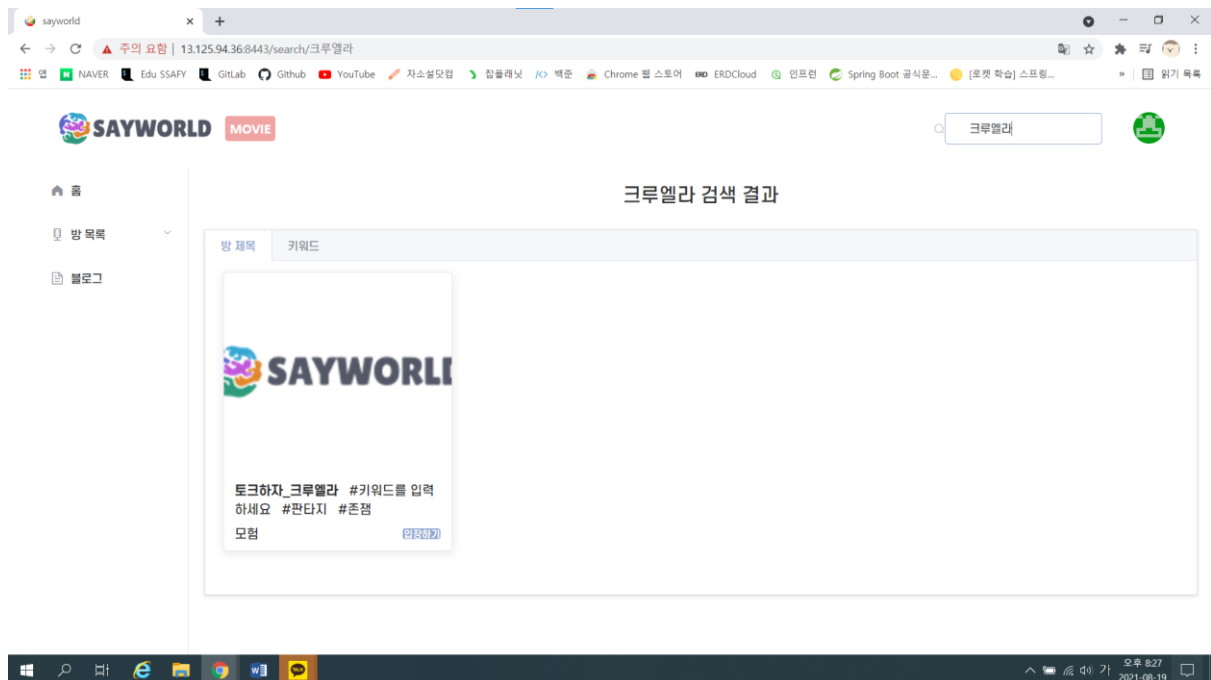 sayworld
주의 요함 | 13.125.94.36:8443/search/크루엘라
앱 NAVER Edu SSAFY GitLab Github YouTube 자소설닷컴 잡플래닛 백준 Chrome 웹 스토어 ERDCloud 인프런 Spring Boot 공식문... [로켓 학습] 스프링... » 읽기 목록
SAYWORLD MOVIE 크루엘라
홈
크루엘라 검색 결과
방 목록
방 제목 키워드
블로그
SAYWORLD
토크하자_크루엘라 #키워드를 입력
하세요 #판타지 #존잼
모험 입장하기
가 오후 8:27
2021-08-19